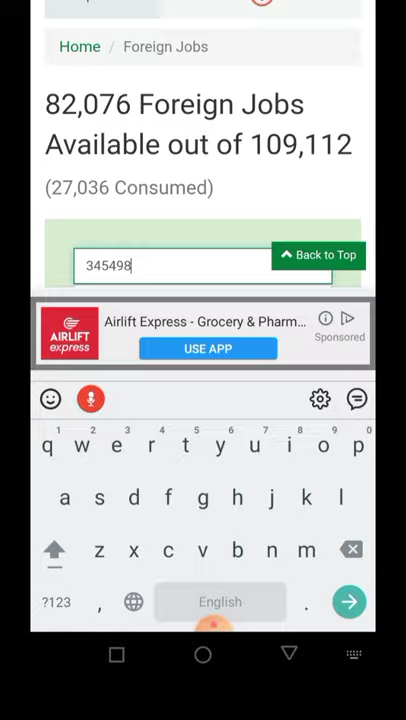 Home / Foreign Jobs
82,076 Foreign Jobs
Available out of 109,112
(27,036 Consumed)
345498
Back to Top
AIRLIFT
express
Airlift Express - Grocery & Pharm...
Sponsored
USE APP
1 2 3 4 5 6 7 8 9 0
q w e r t y u i o p
a s d f g h j k l
z x c v b n m
?123 , English .